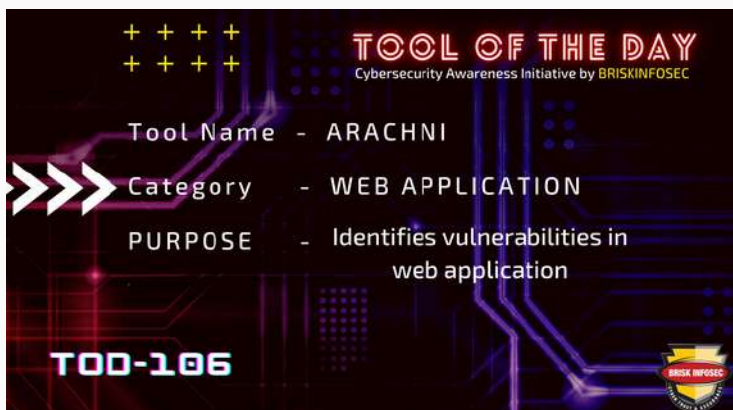 TOOL OF THE DAY
Cybersecurity Awareness Initiative by BRISKINFOSEC
Tool Name - ARACHNI
Category - WEB APPLICATION
PURPOSE - Identifies vulnerabilities in
web application
TOD-106
BRISK INFOSEC